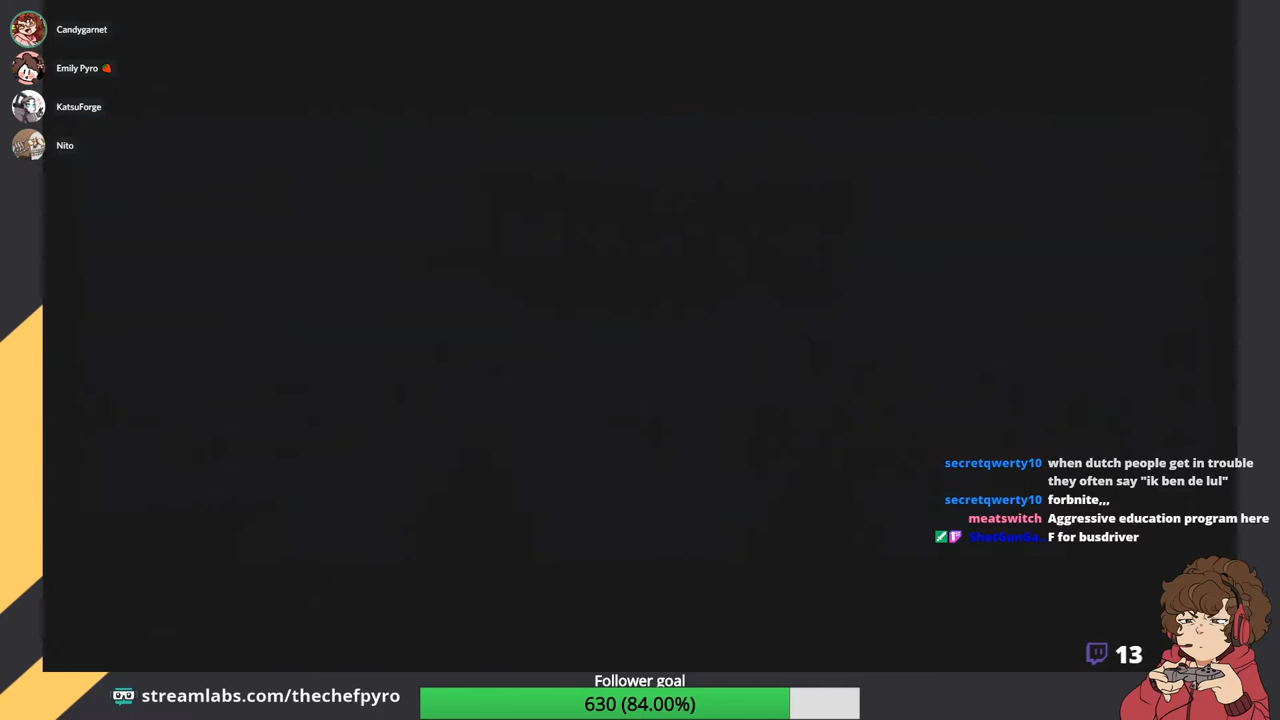 Candygarnet
Emily Pyro 🍓
KatsuForge
Nito
secretqwerty10 when dutch people get in trouble
they often say "ik ben de lul"
secretqwerty10 forbnite,,,
meatswitch Aggressive education program here
ShotGunGa.. F for busdriver
13
Follower goal
streamlabs.com/thechefpyro
630 (84.00%)